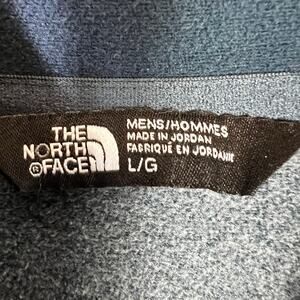 THE
NORTH
FACE®
MENS/HOMMES
MADE IN JORDAN
FABRIQUÉ EN JORDANIE
L/G